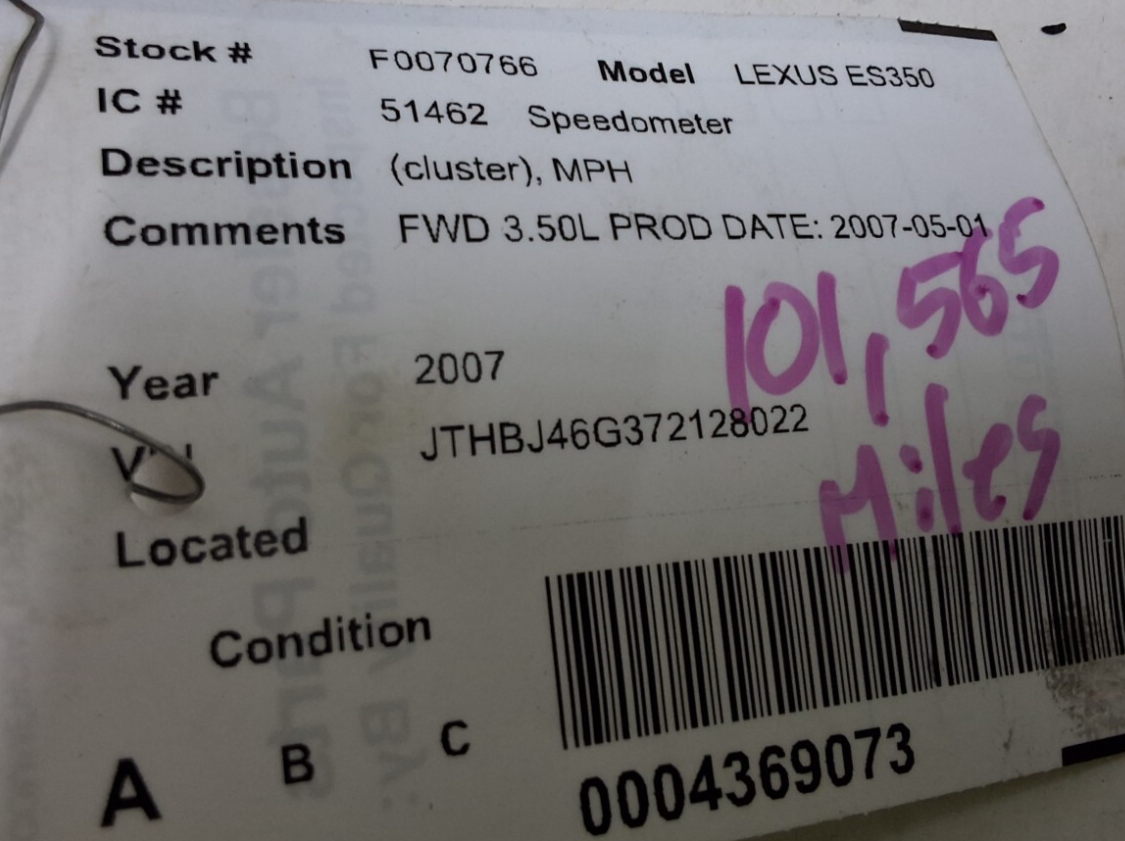 Stock # F0070766 Model LEXUS ES350
IC # 51462 Speedometer
Description (cluster), MPH
Comments FWD 3.50L PROD DATE: 2007-05-01
101,565
Miles
Year 2007
JTHBJ46G372128022
Located
Condition
A B C
0004369073